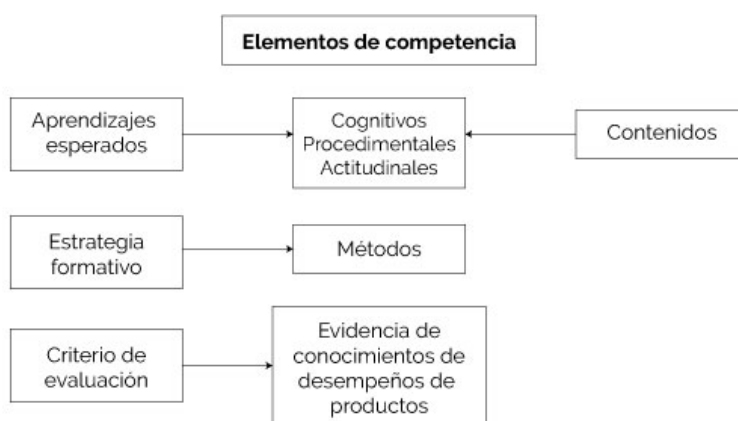 Elementos de competencia
Aprendizajes
esperados
Cognitivos
Procedimentales
Actitudinales
Contenidos
Estrategia
formativo
Métodos
Criterio de
evaluación
Evidencia de
conocimientos de
desempeños de
productos